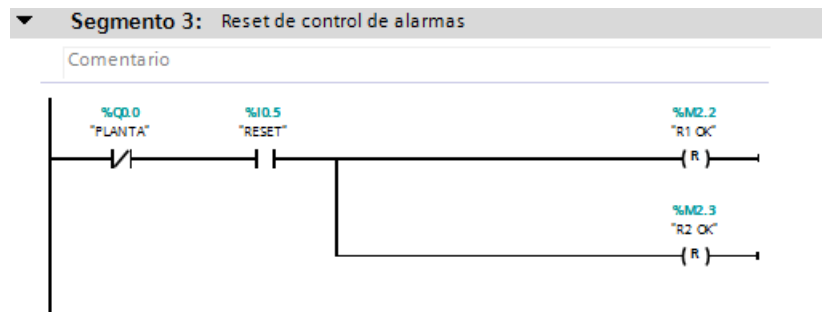 Segmento 3: Reset de control de alarmas
Comentario
%Q0.0 %I0.5 %M2.2
"PLANTA" "RESET" "R1 OK"
R
%M2.3
"R2 OK"
R